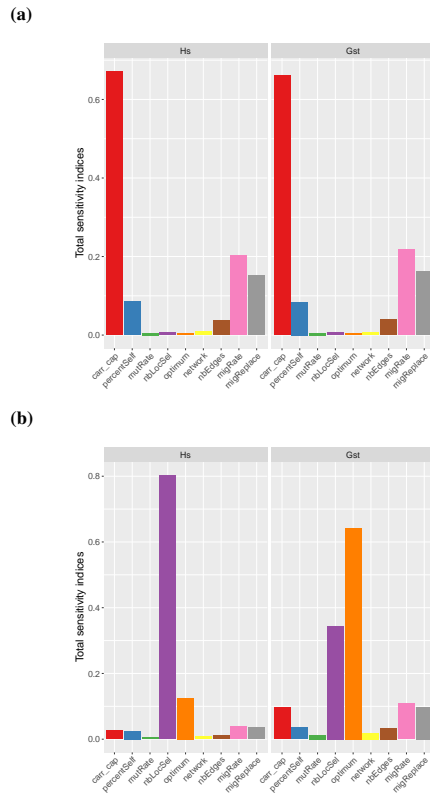 (a)
Hs Gst
Total sensitivity indices
0.6
0.4
0.2
0.0
carr_cap percentSelf mutRate nbLocSel optimum network nbEdges migRate migReplace carr_cap percentSelf mutRate nbLocSel optimum network nbEdges migRate migReplace
(b)
Hs Gst
Total sensitivity indices
0.8
0.6
0.4
0.2
0.0
carr_cap percentSelf mutRate nbLocSel optimum network nbEdges migRate migReplace carr_cap percentSelf mutRate nbLocSel optimum network nbEdges migRate migReplace